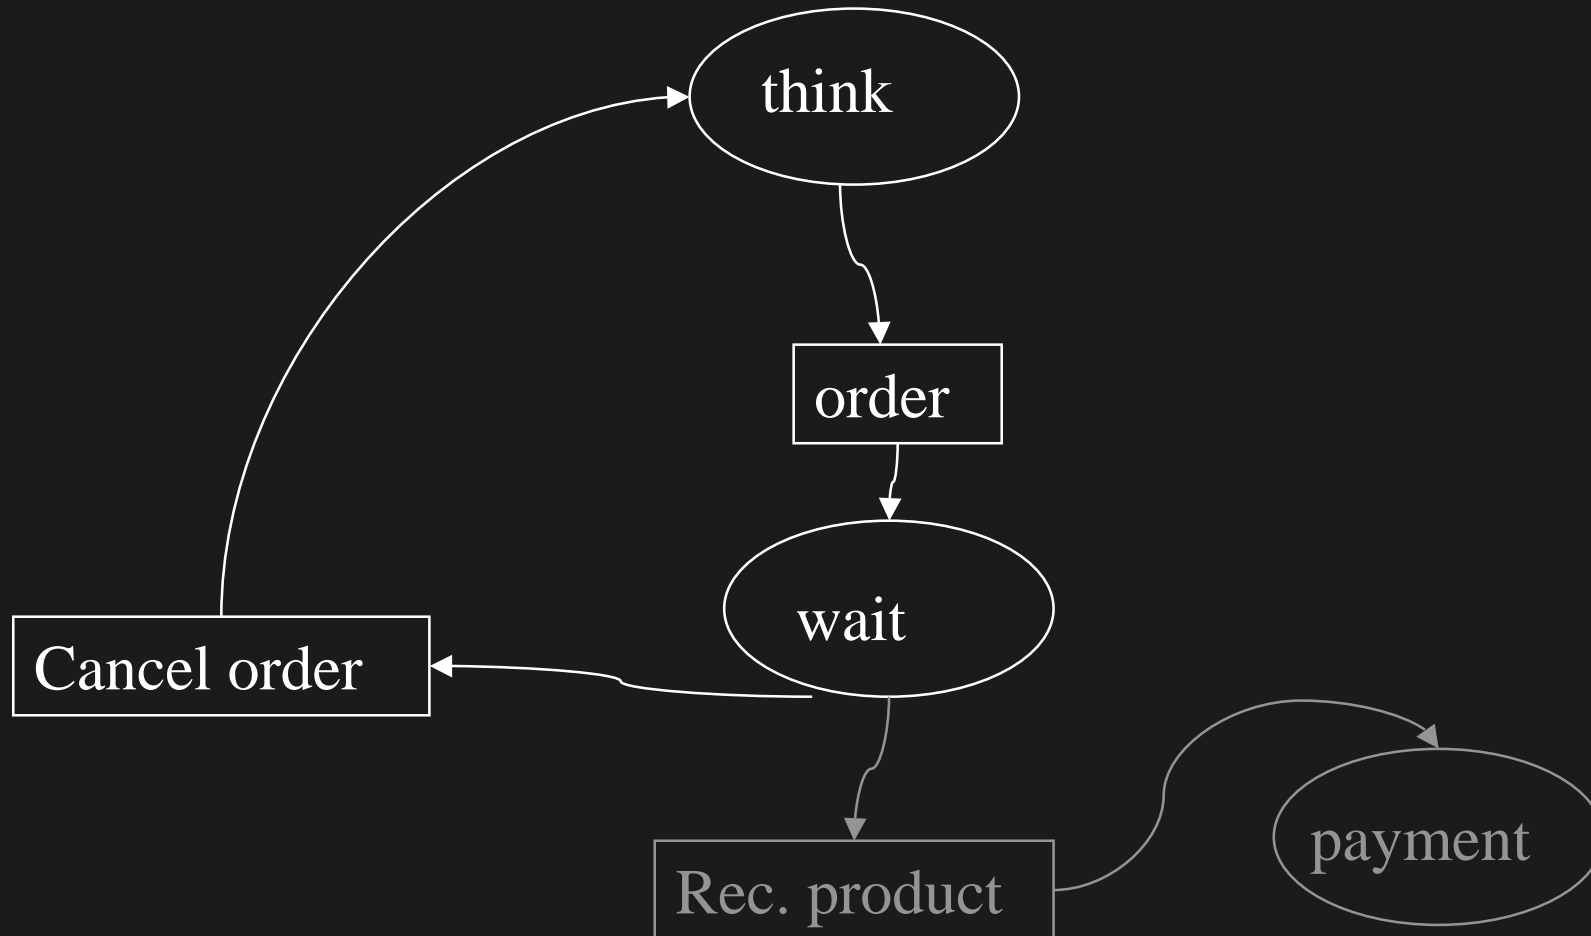 think
order
wait
Cancel order
payment
Rec. product